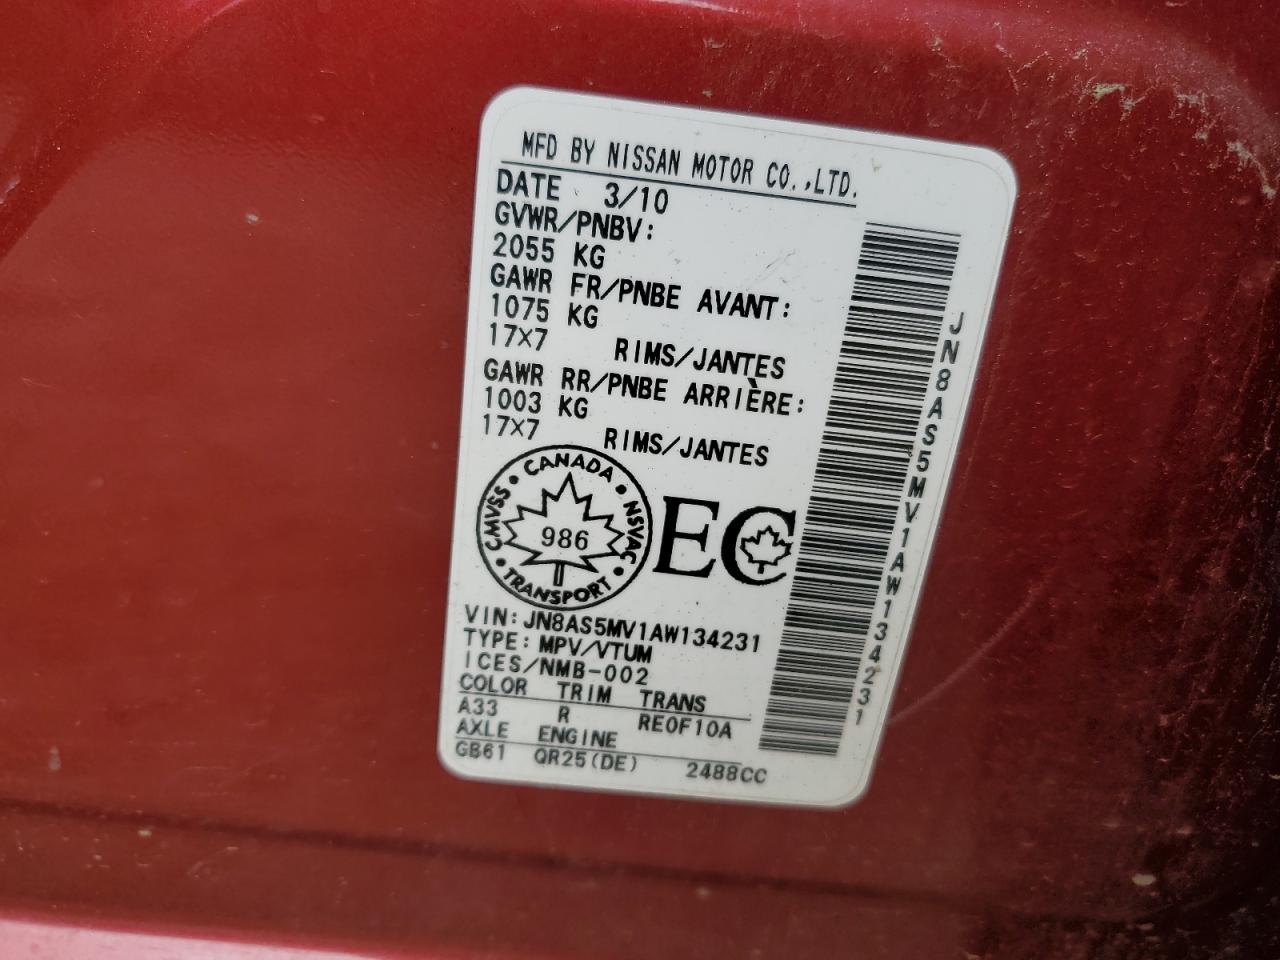 MFD BY NISSAN MOTOR CO.,LTD.
DATE 3/10
GVWR/PNBV:
2055 KG
GAWR FR/PNBE AVANT:
1075 KG
17X7 RIMS/JANTES
GAWR RR/PNBE ARRIÈRE:
1003 KG
17X7 RIMS/JANTES
CANADA
CMVSS NSVAC
986
TRANSPORT
EC
VIN:JN8AS5MV1AW134231
TYPE:MPV/VTUM
ICES/NMB-002
COLOR TRIM TRANS
A33 R RE0F10A
AXLE ENGINE
GB61 QR25(DE) 2488CC
JN8AS5MV1AW134231